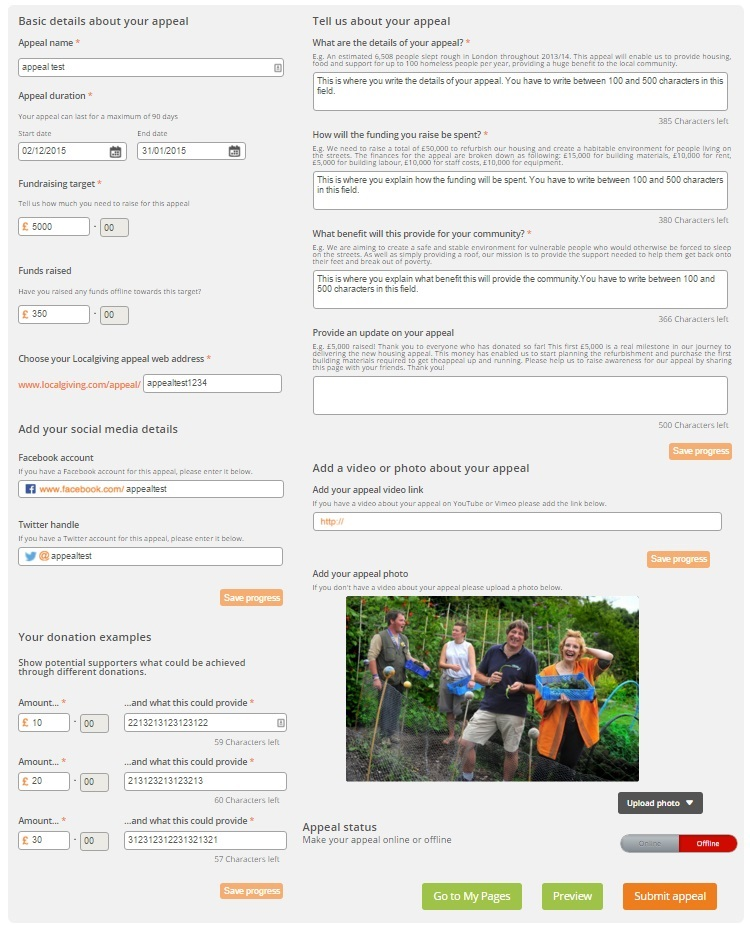 Basic details about your appeal
Appeal name *
appeal test
Appeal duration *
Your appeal can last for a maximum of 90 days
Start date End date
02/12/2015 31/01/2015
Fundraising target *
Tell us how much you need to raise for this appeal
£ 5000 - 00
Funds raised
Have you raised any funds offline towards this target?
£ 350 - 00
Choose your Localgiving appeal web address *
www.localgiving.com/appeal/ appealtest1234
Add your social media details
Facebook account
If you have a Facebook account for this appeal, please enter it below.
www.facebook.com/ appealtest
Twitter handle
If you have a Twitter account for this appeal, please enter it below.
@ appealtest
Save progress
Your donation examples
Show potential supporters what could be achieved
through different donations.
Amount... * ...and what this could provide *
£ 10 - 00 2213213123123122
59 Characters left
Amount... * ...and what this could provide *
£ 20 - 00 213123213123213
60 Characters left
Amount... * ...and what this could provide *
£ 30 - 00 312312312231321321
57 Characters left
Save progress
Tell us about your appeal
What are the details of your appeal? *
E.g. An estimated 6,508 people slept rough in London throughout 2013/14. This appeal will enable us to provide housing,
food and support for up to 100 homeless people per year, providing a huge benefit to the local community.
This is where you write the details of your appeal. You have to write between 100 and 500 characters in this
field.
385 Characters left
How will the funding you raise be spent? *
E.g. We need to raise a total of £50,000 to refurbish our housing and create a habitable environment for people living on
the streets. The finances for the appeal are broken down as following: £15,000 for building materials, £10,000 for rent,
£5,000 for building labour, £10,000 for staff costs, £10,000 for equipment.
This is where you explain how the funding will be spent. You have to write between 100 and 500 characters
in this field.
380 Characters left
What benefit will this provide for your community? *
E.g. We are aiming to create a safe and stable environment for vulnerable people who would otherwise be forced to sleep
on the streets. As well as simply providing a roof, our mission is to provide the support needed to help them get back onto
their feet and break out of poverty.
This is where you explain what benefit this will provide the community.You have to write between 100 and
500 characters in this field.
366 Characters left
Provide an update on your appeal
E.g. £5,000 raised! Thank you to everyone who has donated so far! This first £5,000 is a real milestone in our journey to
delivering the new housing appeal. This money has enabled us to start planning the refurbishment and purchase the first
building materials required to get theappeal up and running. Please help us to raise awareness for our appeal by sharing
this page with your friends. Thank you!
500 Characters left
Save progress
Add a video or photo about your appeal
Add your appeal video link
If you have a video about your appeal on YouTube or Vimeo please add the link below.
http://
Save progress
Add your appeal photo
If you don't have a video about your appeal please upload a photo below.
Upload photo
Appeal status
Make your appeal online or offline
Online Offline
Go to My Pages Preview Submit appeal